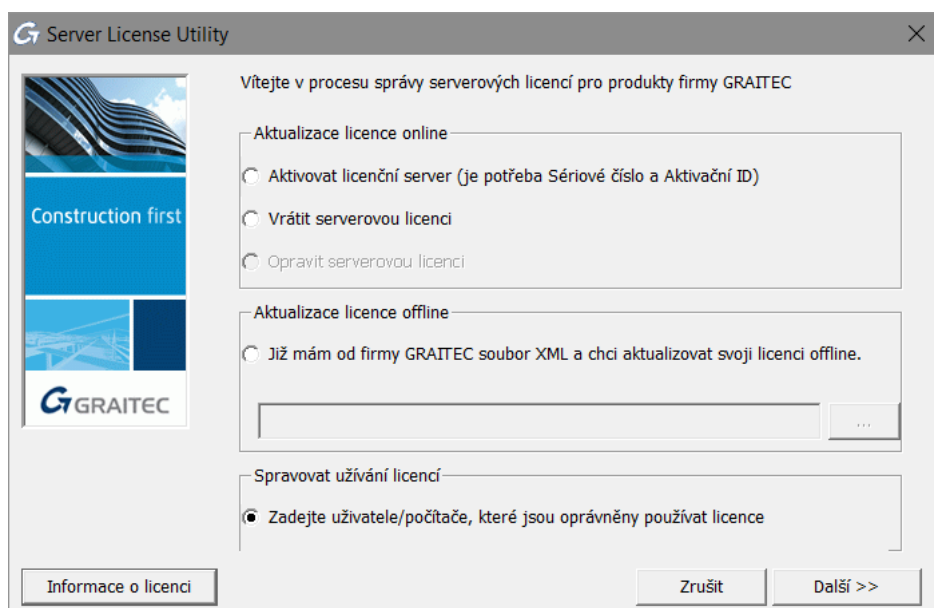 Server License Utility
Vítejte v procesu správy serverových licencí pro produkty firmy GRAITEC
Construction first
GRAITEC
Aktualizace licence online
Aktivovat licenční server (je potřeba Sériové číslo a Aktivační ID)
Vrátit serverovou licenci
Opravit serverovou licenci
Aktualizace licence offline
Již mám od firmy GRAITEC soubor XML a chci aktualizovat svoji licenci offline.
...
Spravovat užívání licencí
Zadejte uživatele/počítače, které jsou oprávněny používat licence
Informace o licenci
Zrušit
Další >>